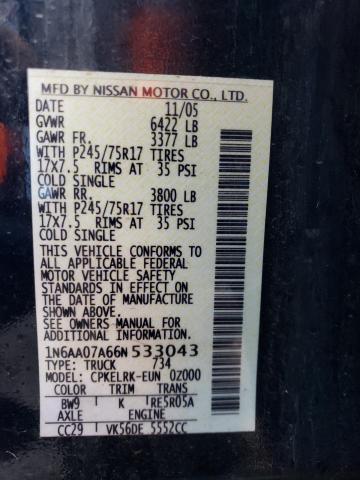 MFD BY NISSAN MOTOR CO., LTD.
DATE 11/05
GVWR 6422 LB
GAWR FR. 3377 LB
WITH P245/75R17 TIRES
17X7.5 RIMS AT 35 PSI
COLD SINGLE
GAWR RR. 3800 LB
WITH P245/75R17 TIRES
17X7.5 RIMS AT 35 PSI
COLD SINGLE
THIS VEHICLE CONFORMS TO
ALL APPLICABLE FEDERAL
MOTOR VEHICLE SAFETY
STANDARDS IN EFFECT ON
THE DATE OF MANUFACTURE
SHOWN ABOVE.
SEE OWNERS MANUAL FOR
ADDITIONAL INFORMATION.
1N6AA07A66N533043
TYPE: TRUCK 734
MODEL: CPKELRK-EUN 0Z000
COLOR TRIM TRANS
BW9 K RE5R05A
AXLE ENGINE
CC29 VK56DE 5552CC